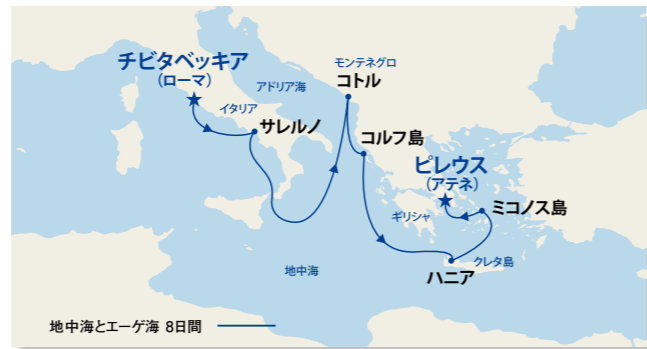 チビタベッキア
(ローマ)
イタリア
アドリア海
モンテネグロ
コトル
サレルノ
コルフ島
ピレウス
(アテネ)
ギリシャ
ミコノス島
クレタ島
ハニア
地中海
地中海とエーゲ海 8日間